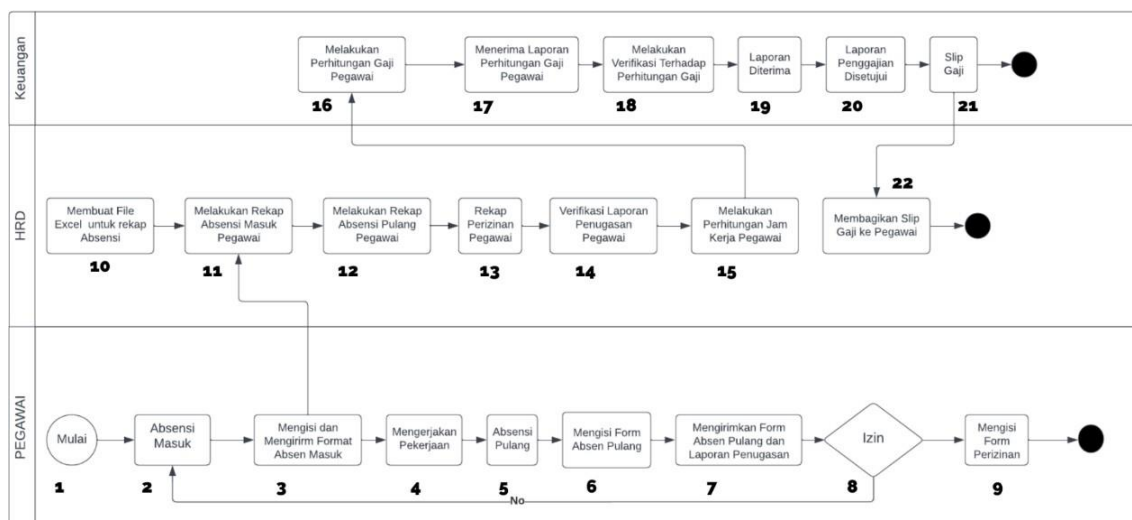 Keuangan
Melakukan
Perhitungan Gaji
Pegawai
16
Menerima Laporan
Perhitungan Gaji
Pegawai
17
Melakukan
Verifikasi Terhadap
Perhitungan Gaji
18
Laporan
Diterima
19
Laporan
Penggajian
Disetujui
20
Slip
Gaji
21
HRD
Membuat File
Excel untuk rekap
Absensi
10
Melakukan Rekap
Absensi Masuk
Pegawai
11
Melakukan Rekap
Absensi Pulang
Pegawai
12
Rekap
Perizinan
Pegawai
13
Verifikasi Laporan
Penugasan
Pegawai
14
Melakukan
Perhitungan Jam
Kerja Pegawai
15
22
Membagikan Slip
Gaji ke Pegawai
PEGAWAI
Mulai
1
Absensi
Masuk
2
Mengisi dan
Mengirim Format
Absen Masuk
3
Mengerjakan
Pekerjaan
4
Absensi
Pulang
5
Mengisi Form
Absen Pulang
6
Mengirimkan Form
Absen Pulang dan
Laporan Penugasan
7
Izin
8
Mengisi
Form
Perizinan
9
No